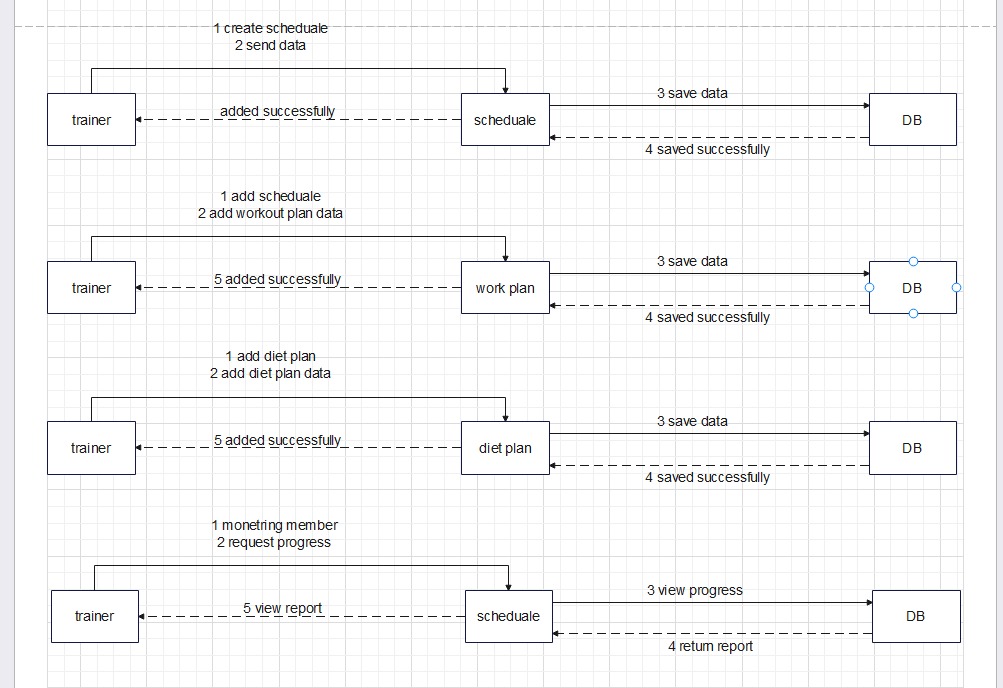 1 create scheduale
2 send data
trainer
added successfully
scheduale
3 save data
4 saved successfully
DB
1 add scheduale
2 add workout plan data
trainer
5 added successfully
work plan
3 save data
4 saved successfully
DB
1 add diet plan
2 add diet plan data
trainer
5 added successfully
diet plan
3 save data
4 saved successfully
DB
1 monetring member
2 request progress
trainer
5 view report
scheduale
3 view progress
4 return report
DB